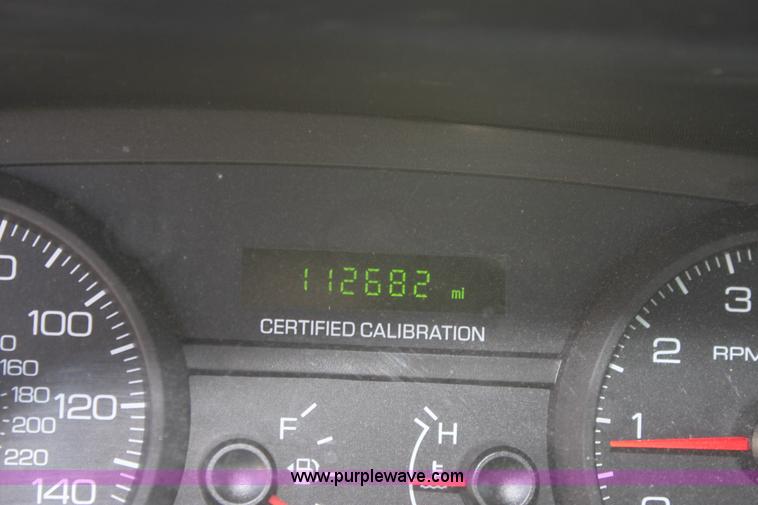 112682 mi
CERTIFIED CALIBRATION
100
120
140
160
180
200
220
F
H
3
2
1
RPM
www.purplewave.com